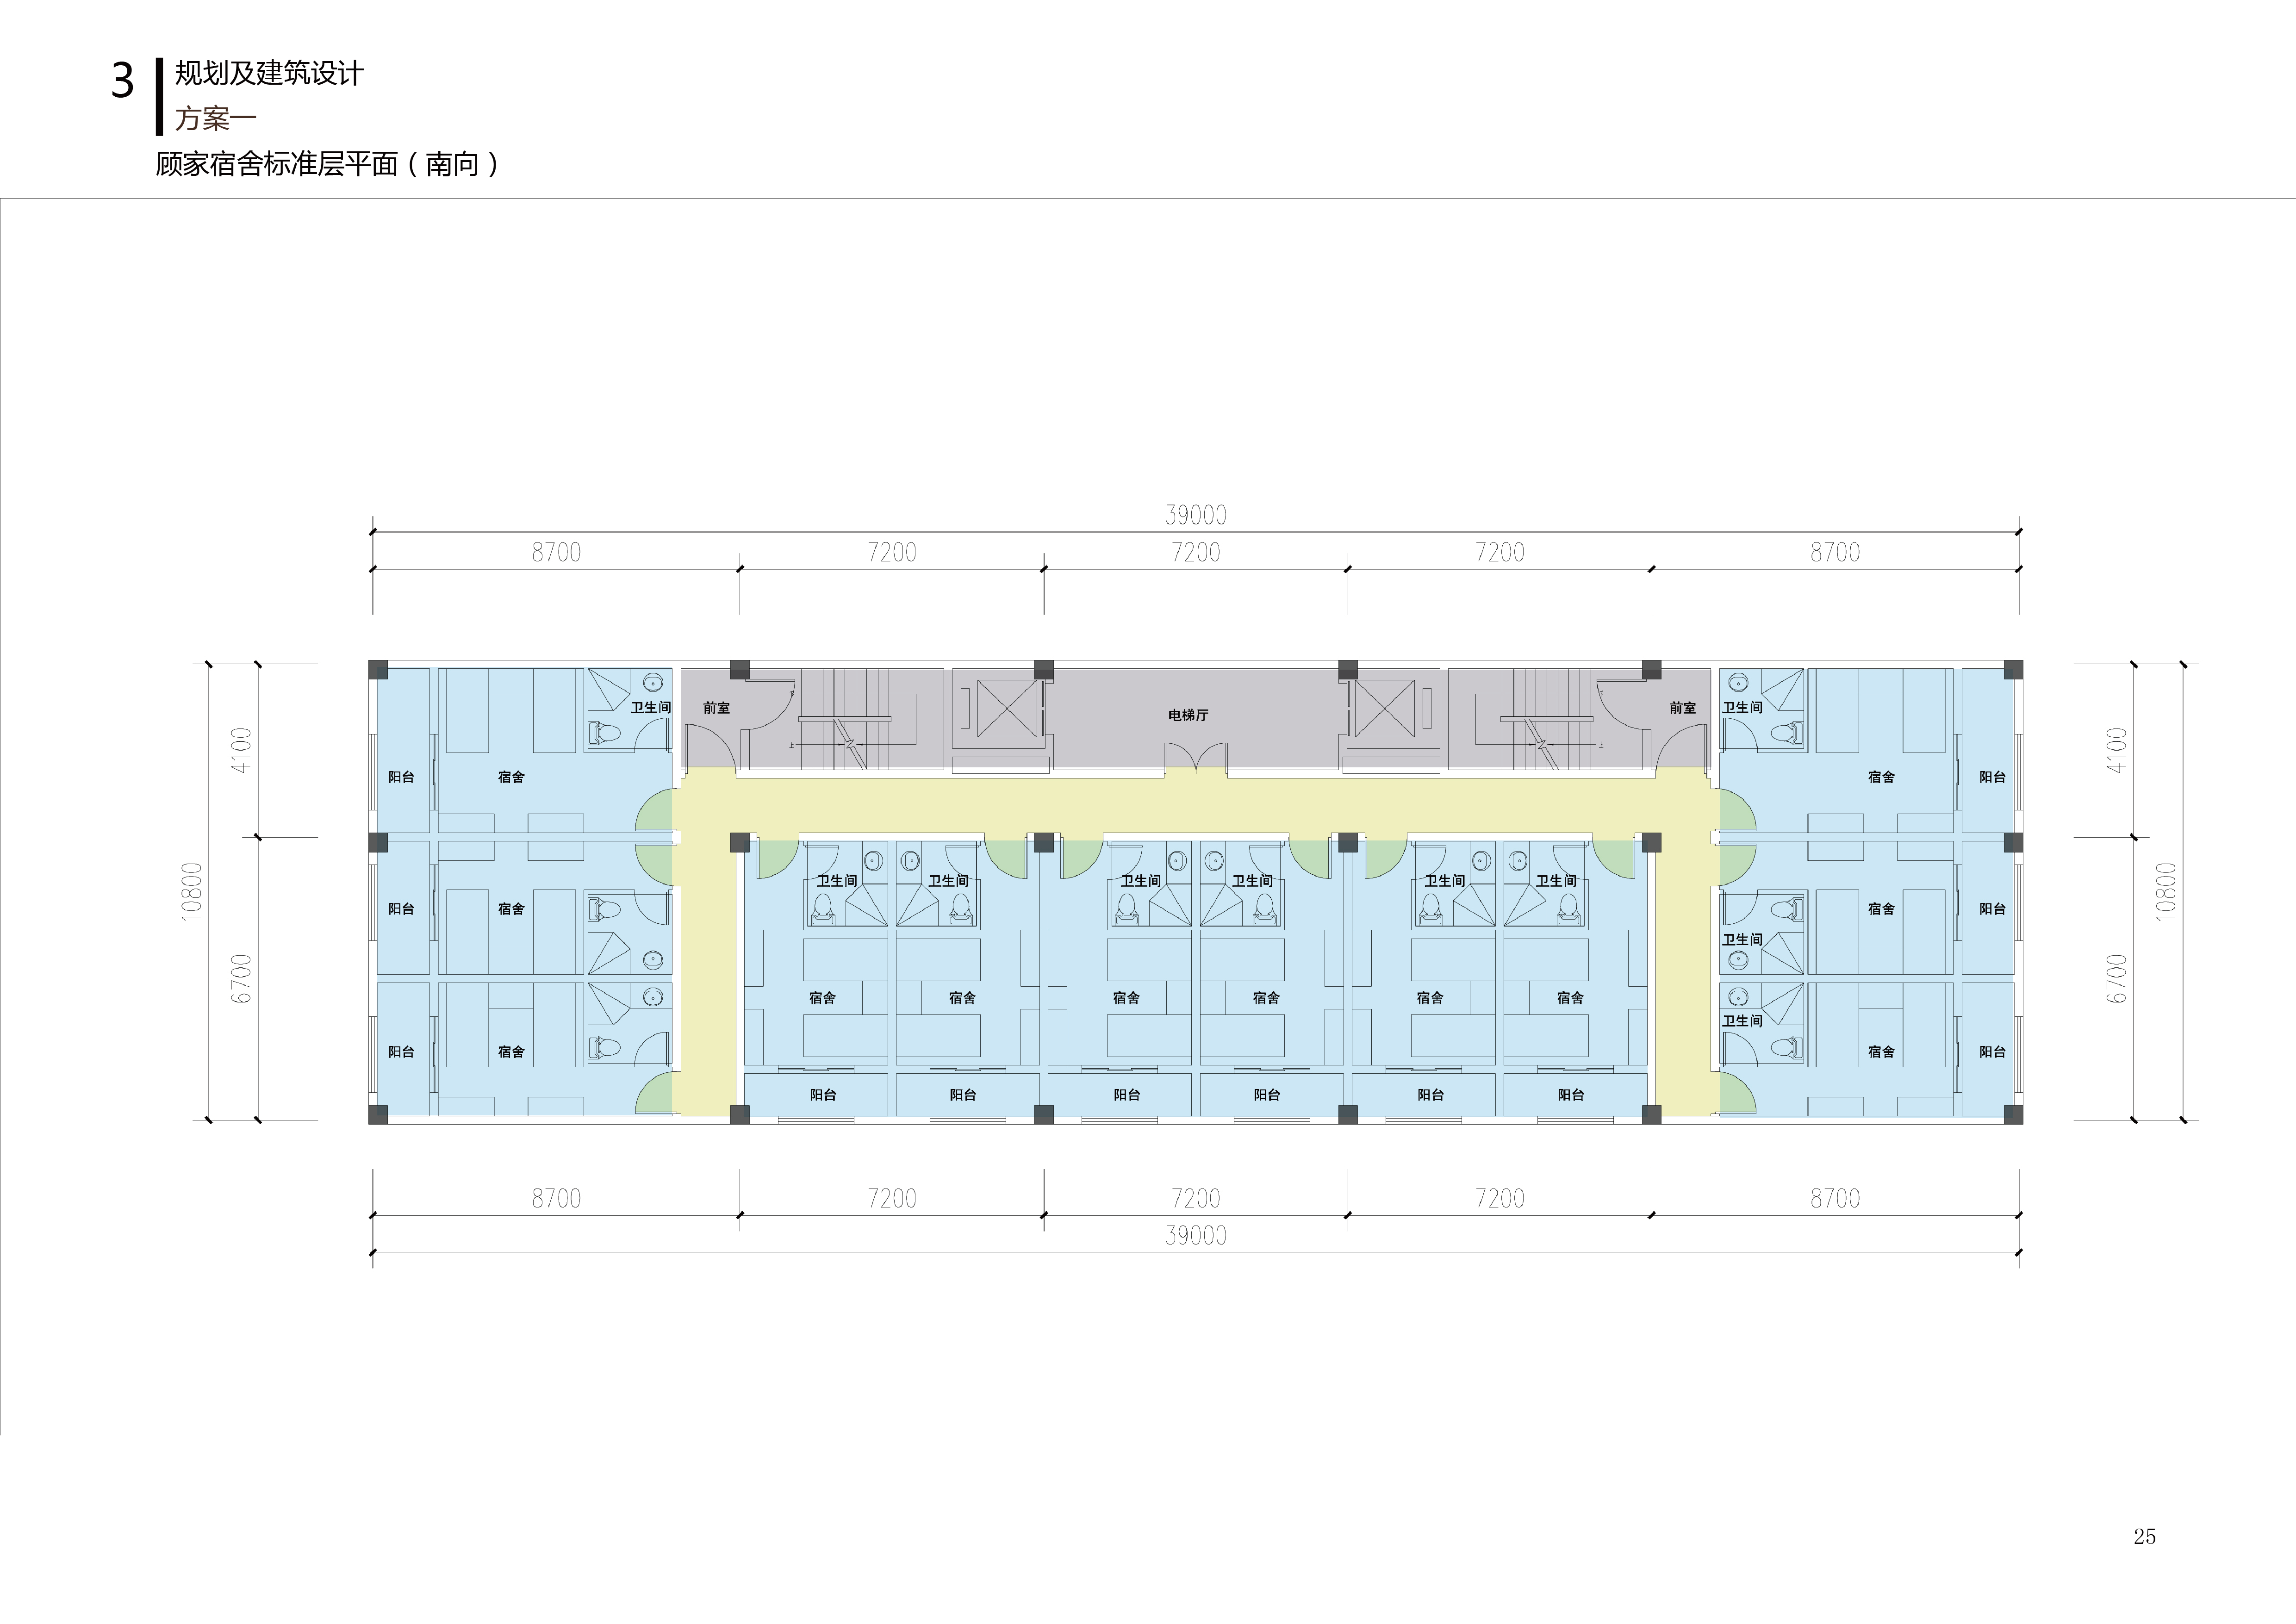 3
规划及建筑设计
方案一
顾家宿舍标准层平面（南向）
39000
8700 7200 7200 7200 8700
卫生间 前室 电梯厅 前室 卫生间
4100 4100
阳台 宿舍 宿舍 阳台
10800 10800
卫生间 卫生间 卫生间 卫生间 卫生间 卫生间
阳台 宿舍 宿舍 阳台
卫生间
6700 6700
宿舍 宿舍 宿舍 宿舍 宿舍 宿舍
卫生间
阳台 宿舍 宿舍 阳台
阳台 阳台 阳台 阳台 阳台 阳台
8700 7200 7200 7200 8700
39000
25